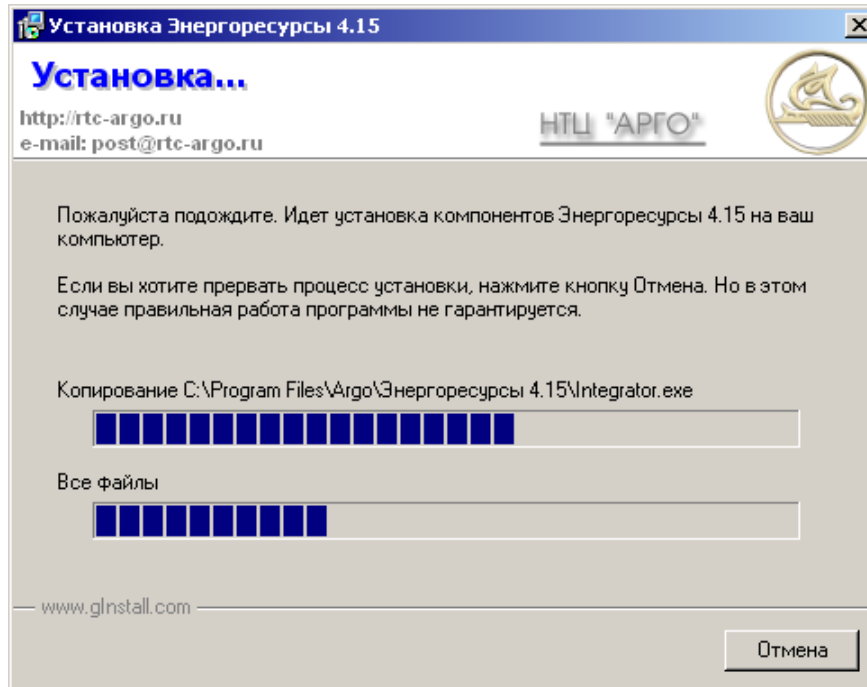 Установка Энергоресурсы 4.15
Установка...
http://rtc-argo.ru
e-mail: post@rtc-argo.ru
НТЦ "АРГО"
Пожалуйста подождите. Идет установка компонентов Энергоресурсы 4.15 на ваш
компьютер.
Если вы хотите прервать процесс установки, нажмите кнопку Отмена. Но в этом
случае правильная работа программы не гарантируется.
Копирование C:\Program Files\Argo\Энергоресурсы 4.15\Integrator.exe
Все файлы
www.gInstall.com
Отмена